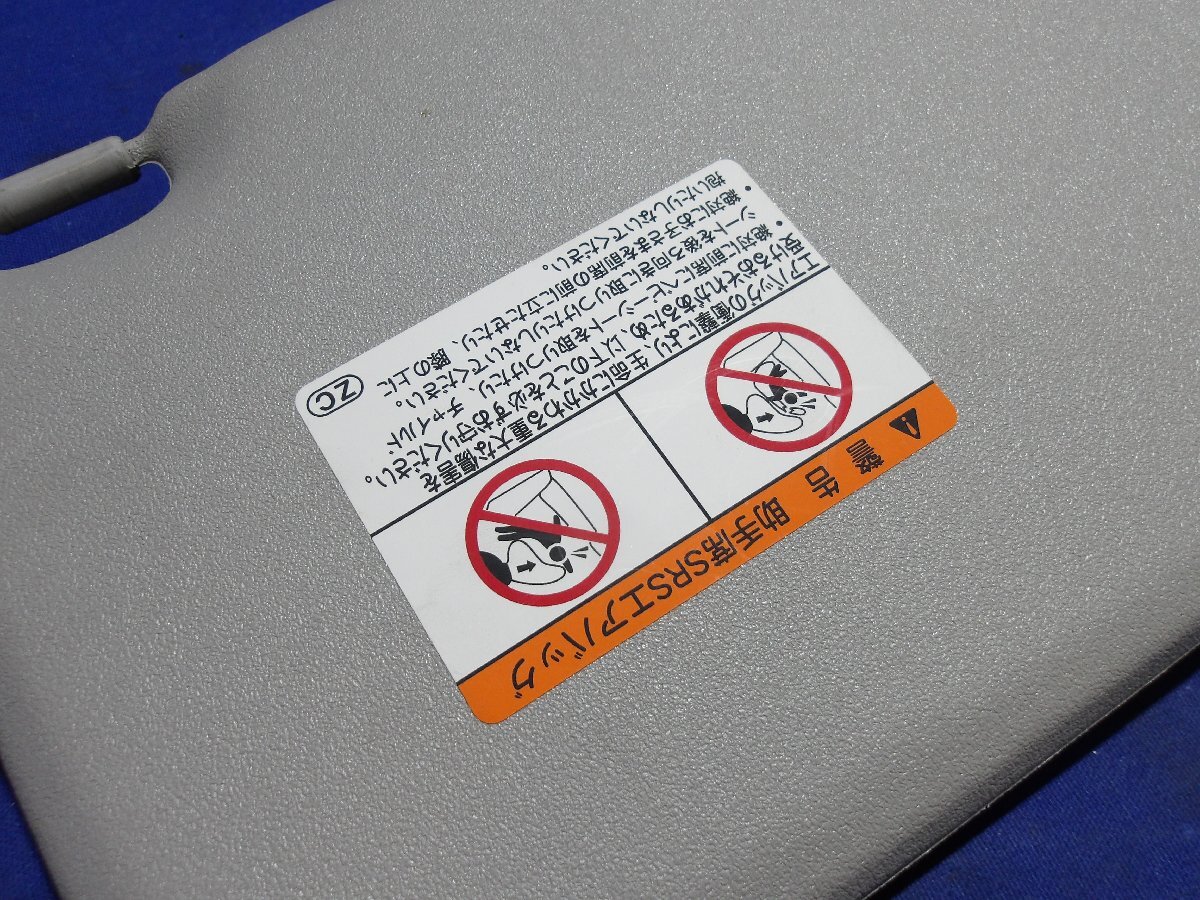 警告 助手席SRSエアバッグ
エアバッグの衝撃により、生命にかかわる重大な傷害を
受けるおそれがあるため、以下のことを必ずお守りください。
・絶対に前席にベビーシートを取りつけたり、チャイルド
シートを後ろ向きに取りつけたりしないでください。
・絶対にお子さまを前席の前に立たせたり、膝の上に
抱いたりしないでください。
ZC